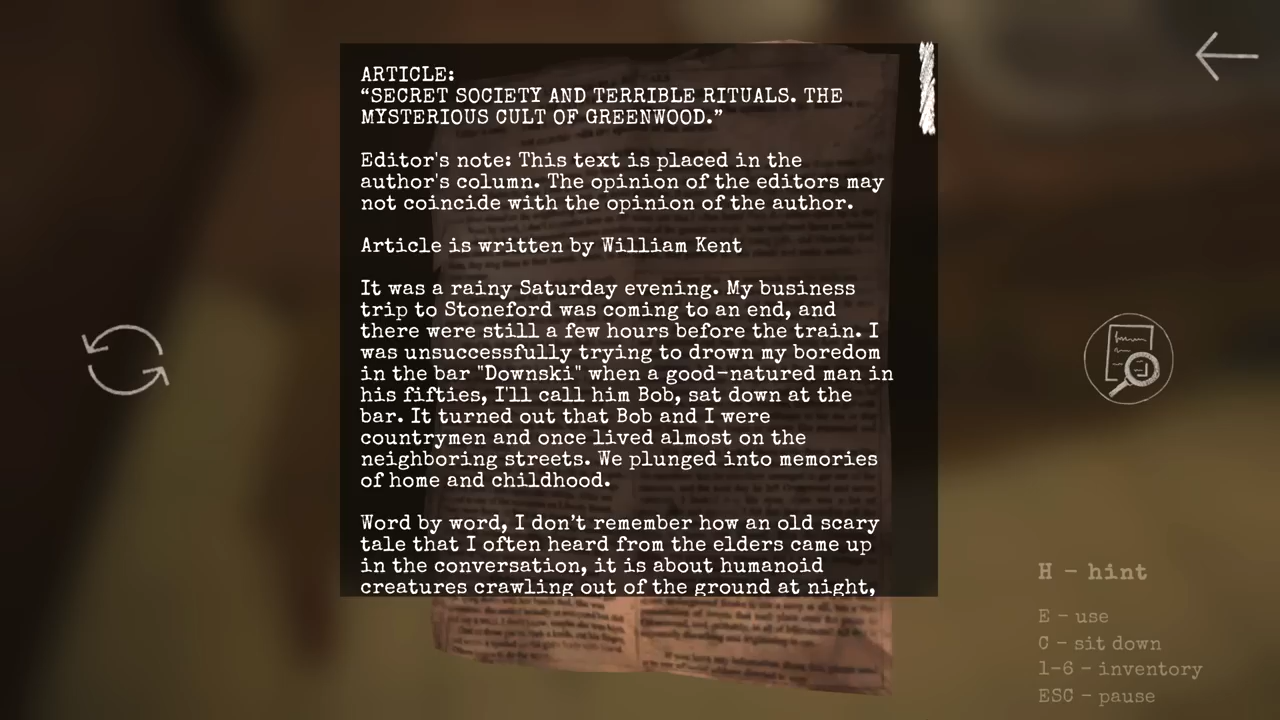 ARTICLE:
“SECRET SOCIETY AND TERRIBLE RITUALS. THE
MYSTERIOUS CULT OF GREENWOOD.”
Editor's note: This text is placed in the
author's column. The opinion of the editors may
not coincide with the opinion of the author.
Article is written by William Kent
It was a rainy Saturday evening. My business
trip to Stoneford was coming to an end, and
there were still a few hours before the train. I
was unsuccessfully trying to drown my boredom
in the bar "Downski" when a good-natured man in
his fifties, I'll call him Bob, sat down at the
bar. It turned out that Bob and I were
countrymen and once lived almost on the
neighboring streets. We plunged into memories
of home and childhood.
Word by word, I don’t remember how an old scary
tale that I often heard from the elders came up
in the conversation, it is about humanoid
creatures crawling out of the ground at night,
H - hint
E - use
C - sit down
1-6 - inventory
ESC - pause